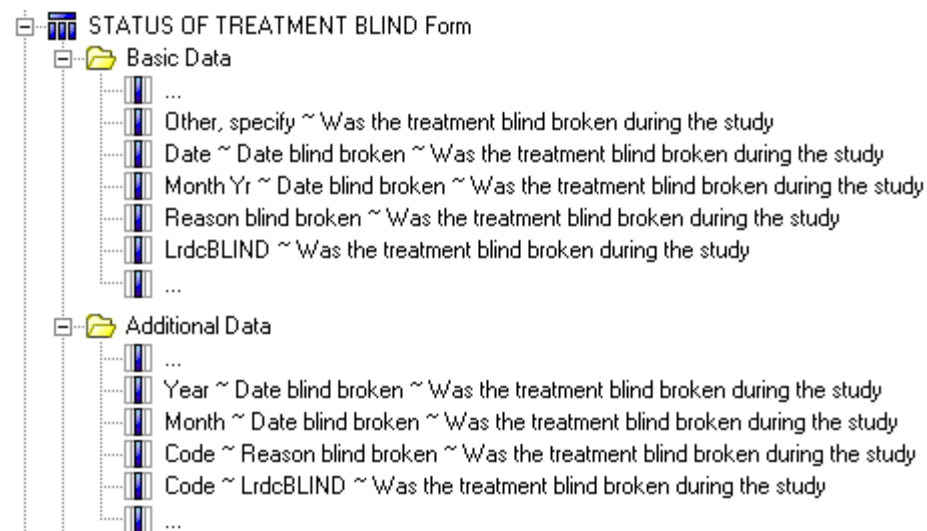 STATUS OF TREATMENT BLIND Form
Basic Data
...
Other, specify ~ Was the treatment blind broken during the study
Date ~ Date blind broken ~ Was the treatment blind broken during the study
Month Yr ~ Date blind broken ~ Was the treatment blind broken during the study
Reason blind broken ~ Was the treatment blind broken during the study
LrdcBLIND ~ Was the treatment blind broken during the study
...
Additional Data
...
Year ~ Date blind broken ~ Was the treatment blind broken during the study
Month ~ Date blind broken ~ Was the treatment blind broken during the study
Code ~ Reason blind broken ~ Was the treatment blind broken during the study
Code ~ LrdcBLIND ~ Was the treatment blind broken during the study
...